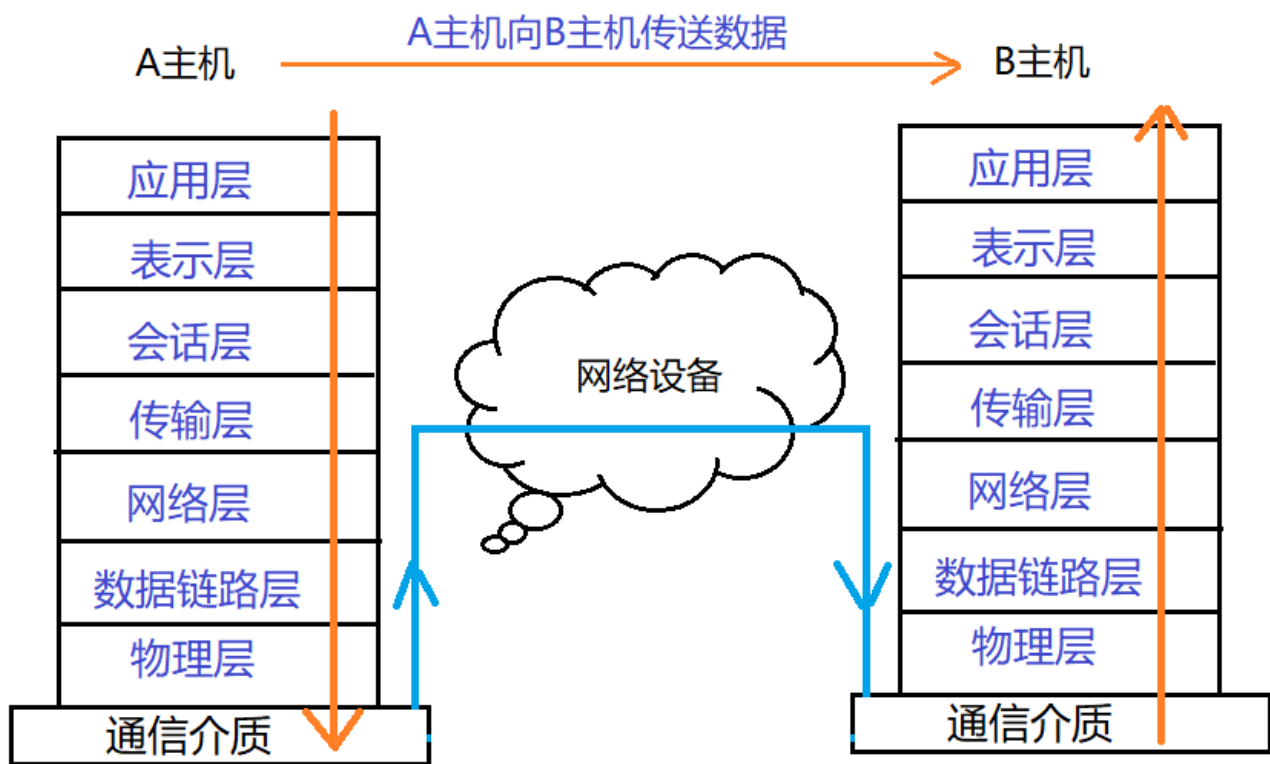 A主机向B主机传送数据
A主机
B主机
应用层
表示层
会话层
传输层
网络层
数据链路层
物理层
通信介质
网络设备
应用层
表示层
会话层
传输层
网络层
数据链路层
物理层
通信介质